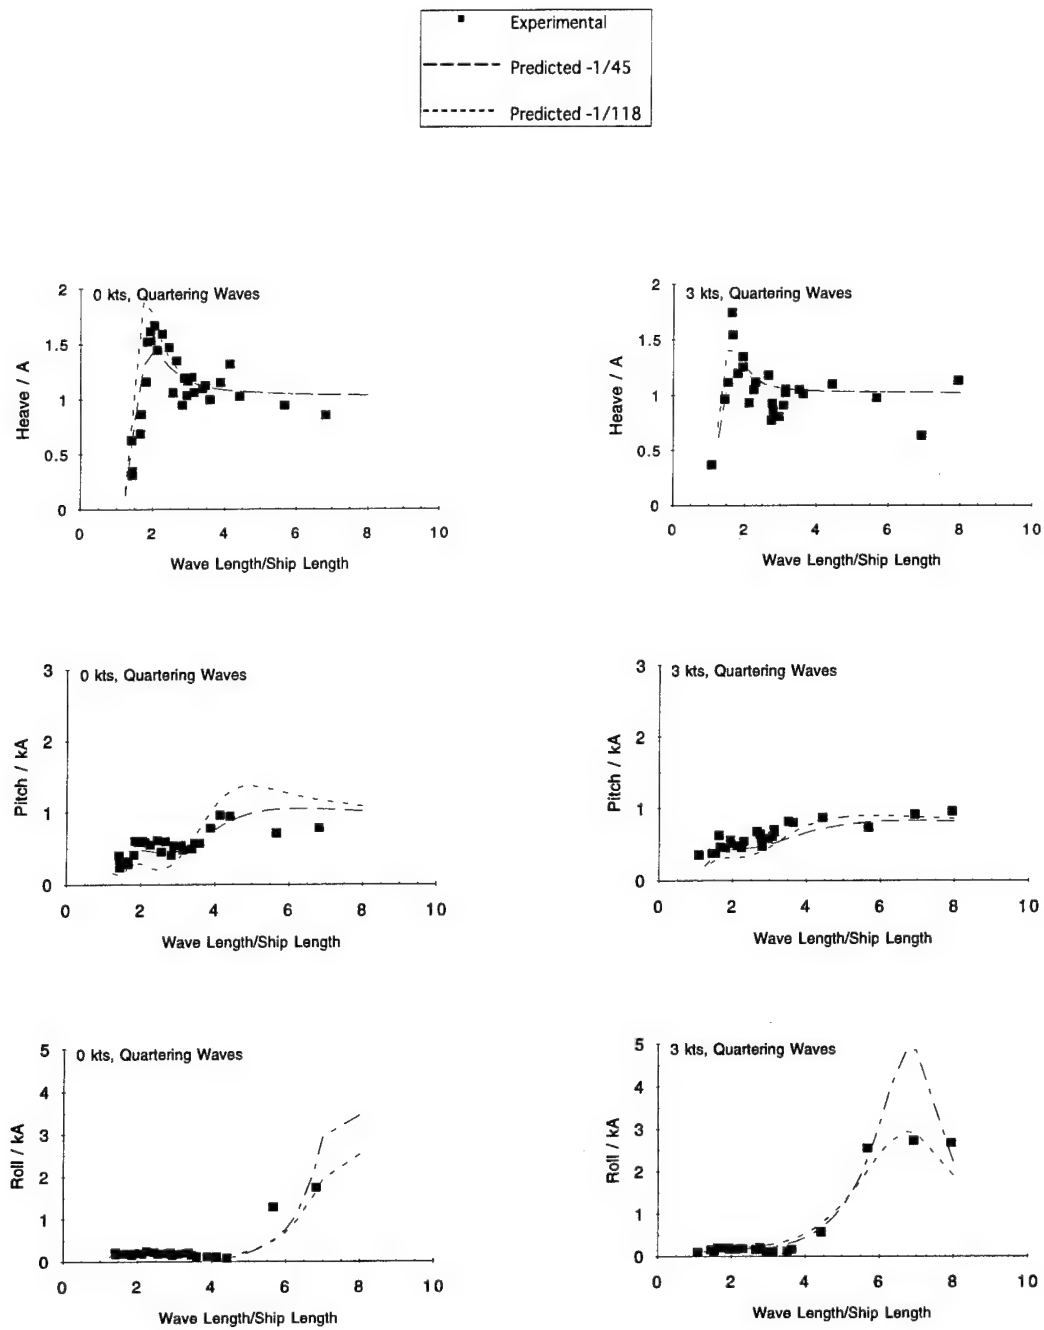 Experimental
Predicted -1/45
Predicted -1/118
0 kts, Quartering Waves
Heave / A
2
1.5
1
0.5
0
0 2 4 6 8 10
Wave Length/Ship Length
3 kts, Quartering Waves
Heave / A
2
1.5
1
0.5
0
0 2 4 6 8 10
Wave Length/Ship Length
0 kts, Quartering Waves
Pitch / kA
3
2
1
0
0 2 4 6 8 10
Wave Length/Ship Length
3 kts, Quartering Waves
Pitch / kA
3
2
1
0
0 2 4 6 8 10
Wave Length/Ship Length
0 kts, Quartering Waves
Roll / kA
5
4
3
2
1
0
0 2 4 6 8 10
Wave Length/Ship Length
3 kts, Quartering Waves
Roll / kA
5
4
3
2
1
0
0 2 4 6 8 10
Wave Length/Ship Length